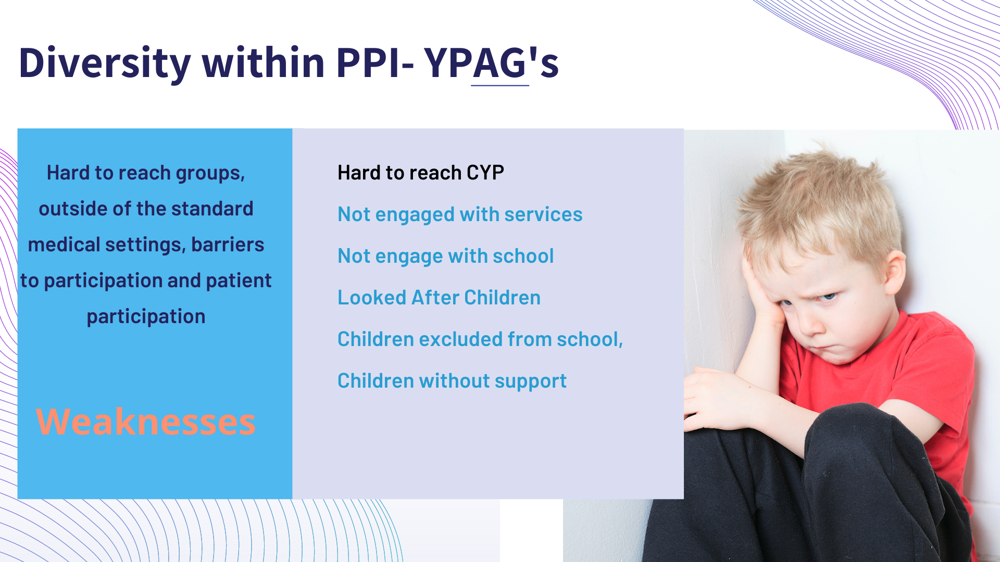 Diversity within PPI- YPAG's
Hard to reach groups,
outside of the standard
medical settings, barriers
to participation and patient
participation
Weaknesses
Hard to reach CYP
Not engaged with services
Not engage with school
Looked After Children
Children excluded from school,
Children without support